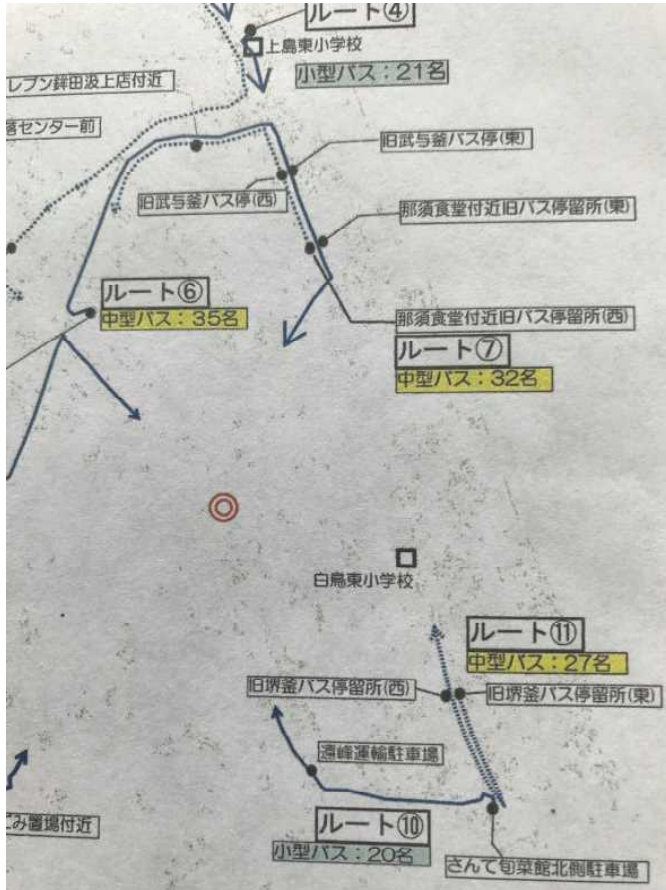 ルート④
上島東小学校
小型バス：21名
レブン鉾田汲上店付近
センター前
旧武与釜バス停(東)
旧武与釜バス停(西)
那須食堂付近旧バス停留所(東)
ルート⑥
中型バス：35名
那須食堂付近旧バス停留所(西)
ルート⑦
中型バス：32名
白鳥東小学校
ルート⑪
中型バス：27名
旧堺釜バス停留所(西)
旧堺釜バス停留所(東)
遠峰運輸駐車場
ごみ置場付近
ルート⑩
小型バス：20名
さんて旬菜館北側駐車場